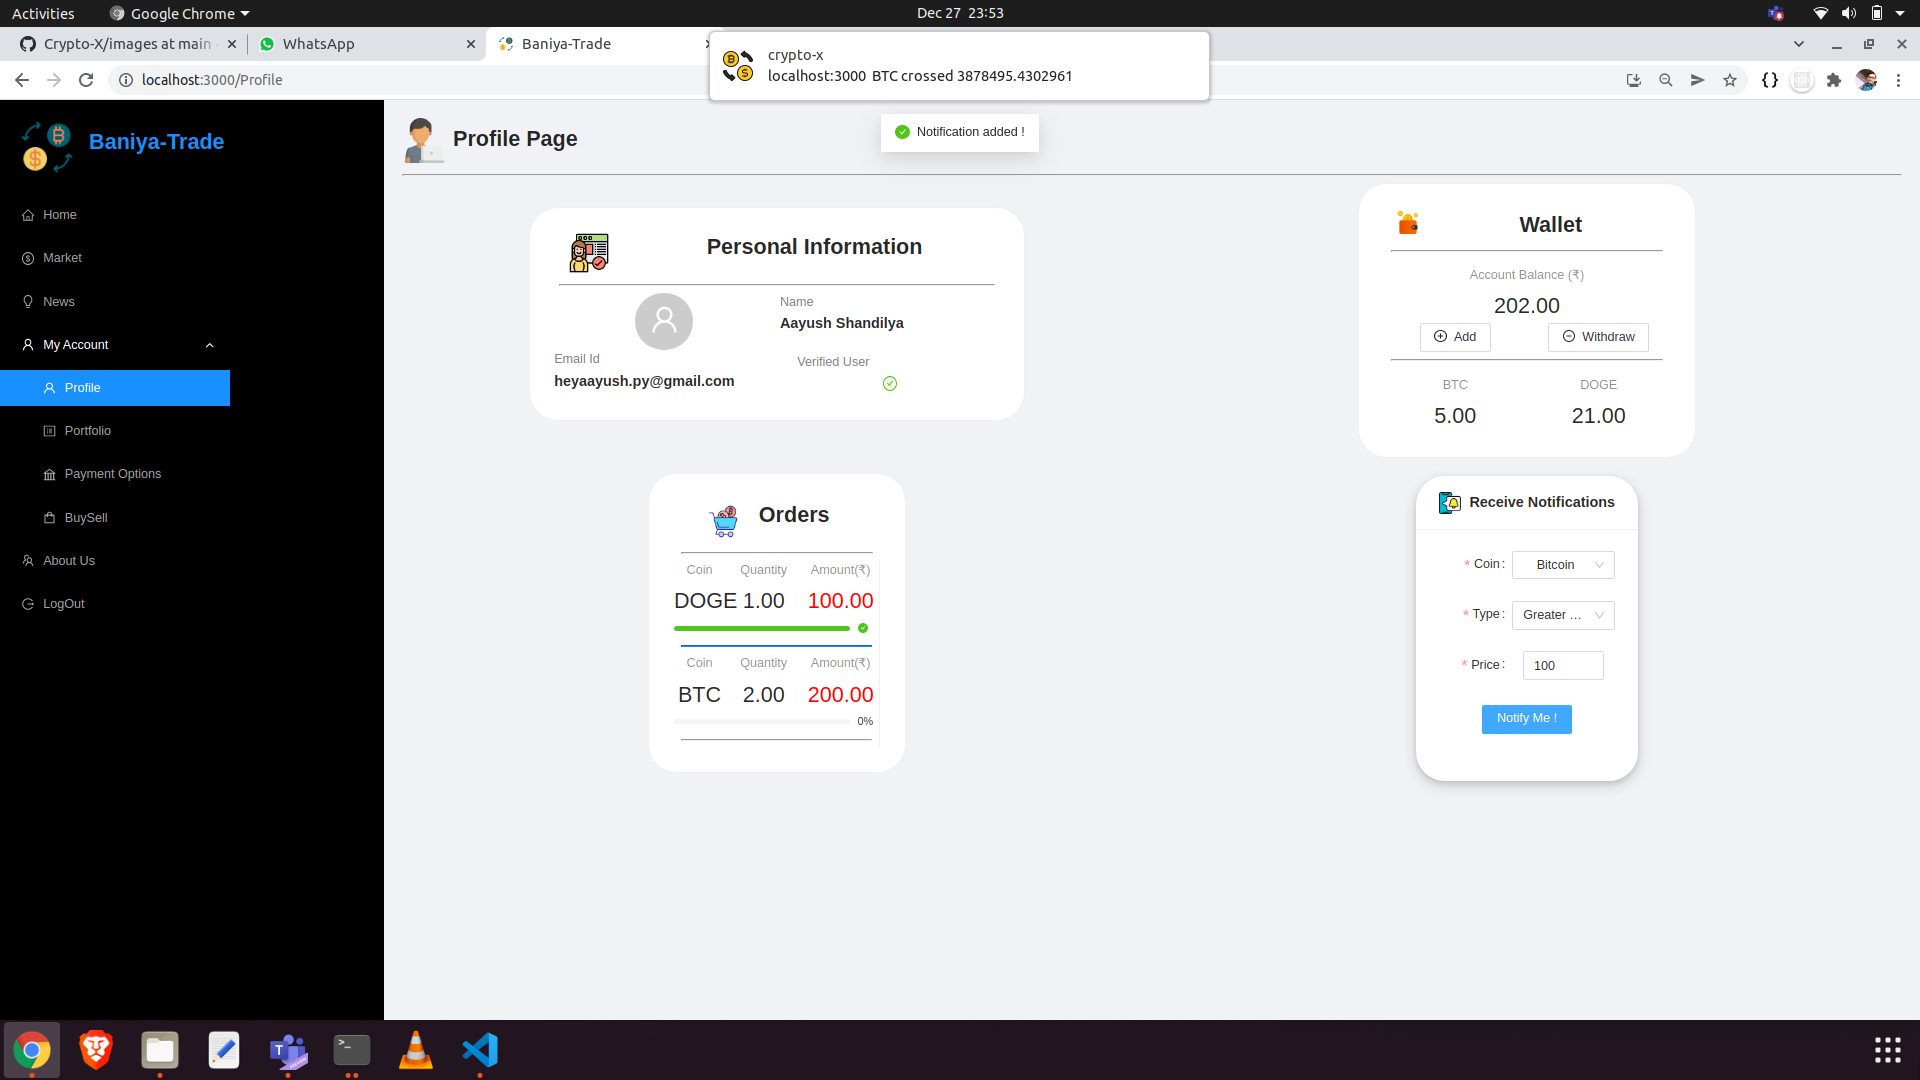 Activities
Google Chrome
Dec 27 23:53
Crypto-X/images at main
WhatsApp
Baniya-Trade
localhost:3000/Profile
crypto-x
localhost:3000 BTC crossed 3878495.4302961
Notification added !
Baniya-Trade
Home
Market
News
My Account
Profile
Portfolio
Payment Options
BuySell
About Us
LogOut
Profile Page
Personal Information
Name
Aayush Shandilya
Email Id
heyaayush.py@gmail.com
Verified User
Wallet
Account Balance (₹)
202.00
Add
Withdraw
BTC DOGE
5.00 21.00
Orders
Coin Quantity Amount(₹)
DOGE 1.00 100.00
Coin Quantity Amount(₹)
BTC 2.00 200.00
0%
Receive Notifications
* Coin: Bitcoin
* Type: Greater ...
* Price: 100
Notify Me !